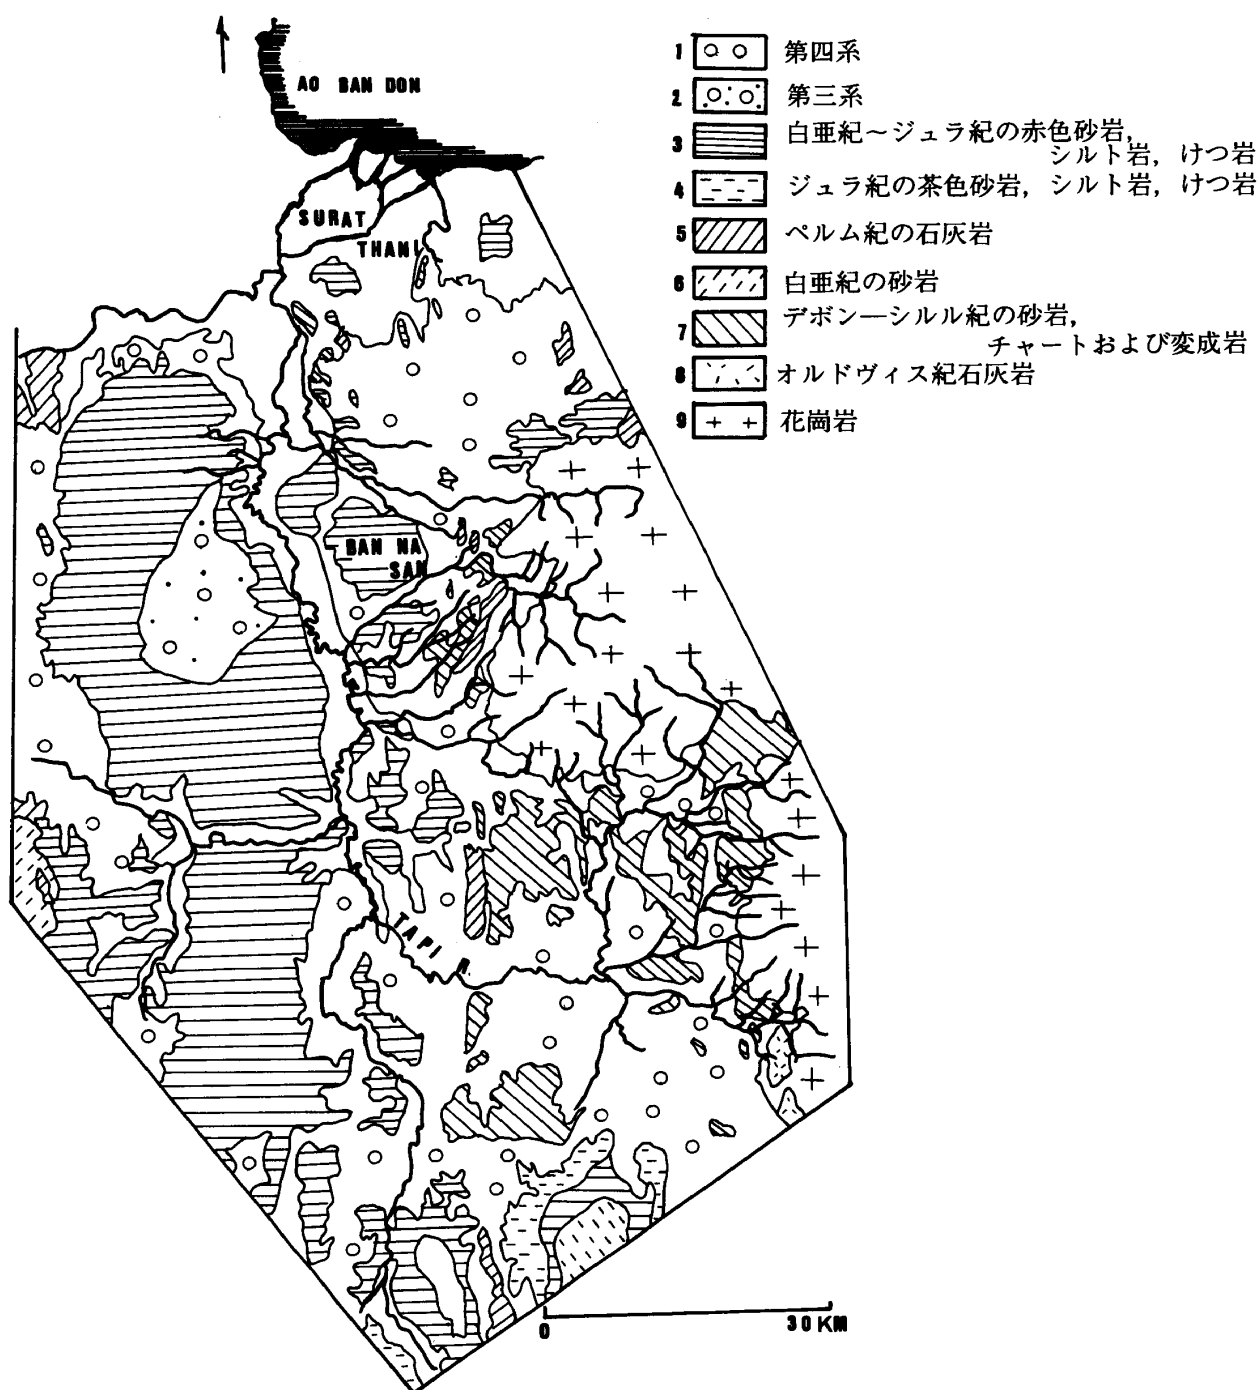 AO BAN DON
SURAT
THANI
BAN NA
SAN
TAPI R.
1 第四系
2 第三系
3 白亜紀～ジュラ紀の赤色砂岩,
シルト岩, けつ岩
4 ジュラ紀の茶色砂岩, シルト岩, けつ岩
5 ペルム紀の石灰岩
6 白亜紀の砂岩
7 デボン―シルル紀の砂岩,
チャートおよび変成岩
8 オルドヴィス紀石灰岩
9 花崗岩
0 30 KM